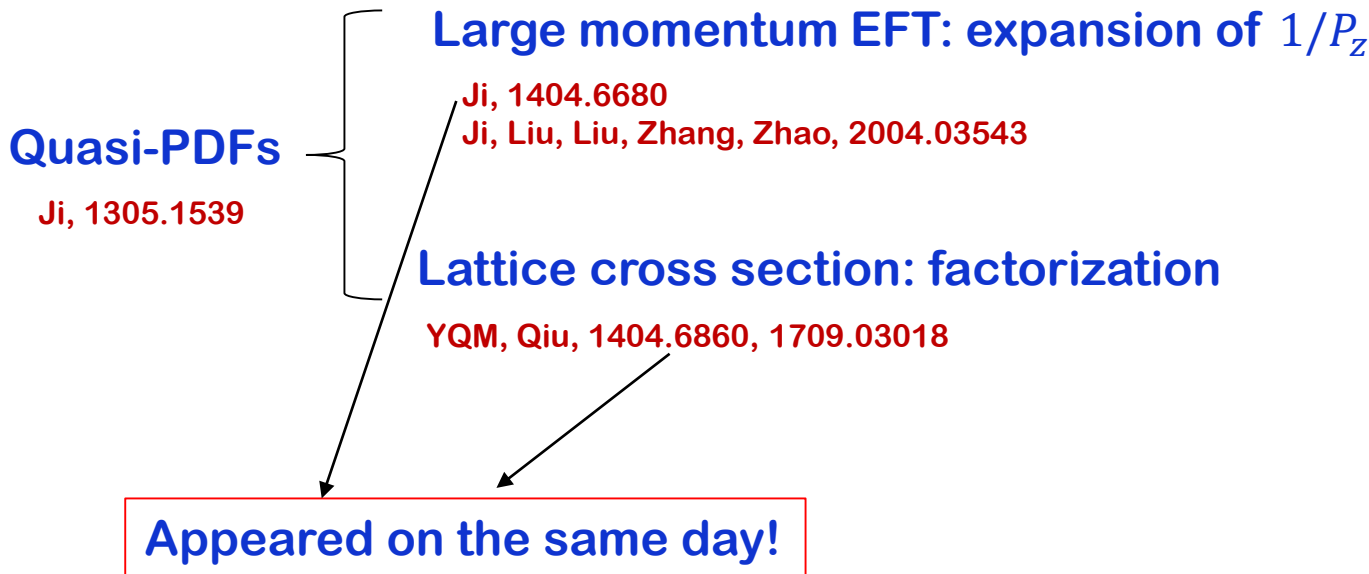 Large momentum EFT: expansion of 1/P_z
Ji, 1404.6680
Ji, Liu, Liu, Zhang, Zhao, 2004.03543
Quasi-PDFs
Ji, 1305.1539
Lattice cross section: factorization
YQM, Qiu, 1404.6860, 1709.03018
Appeared on the same day!